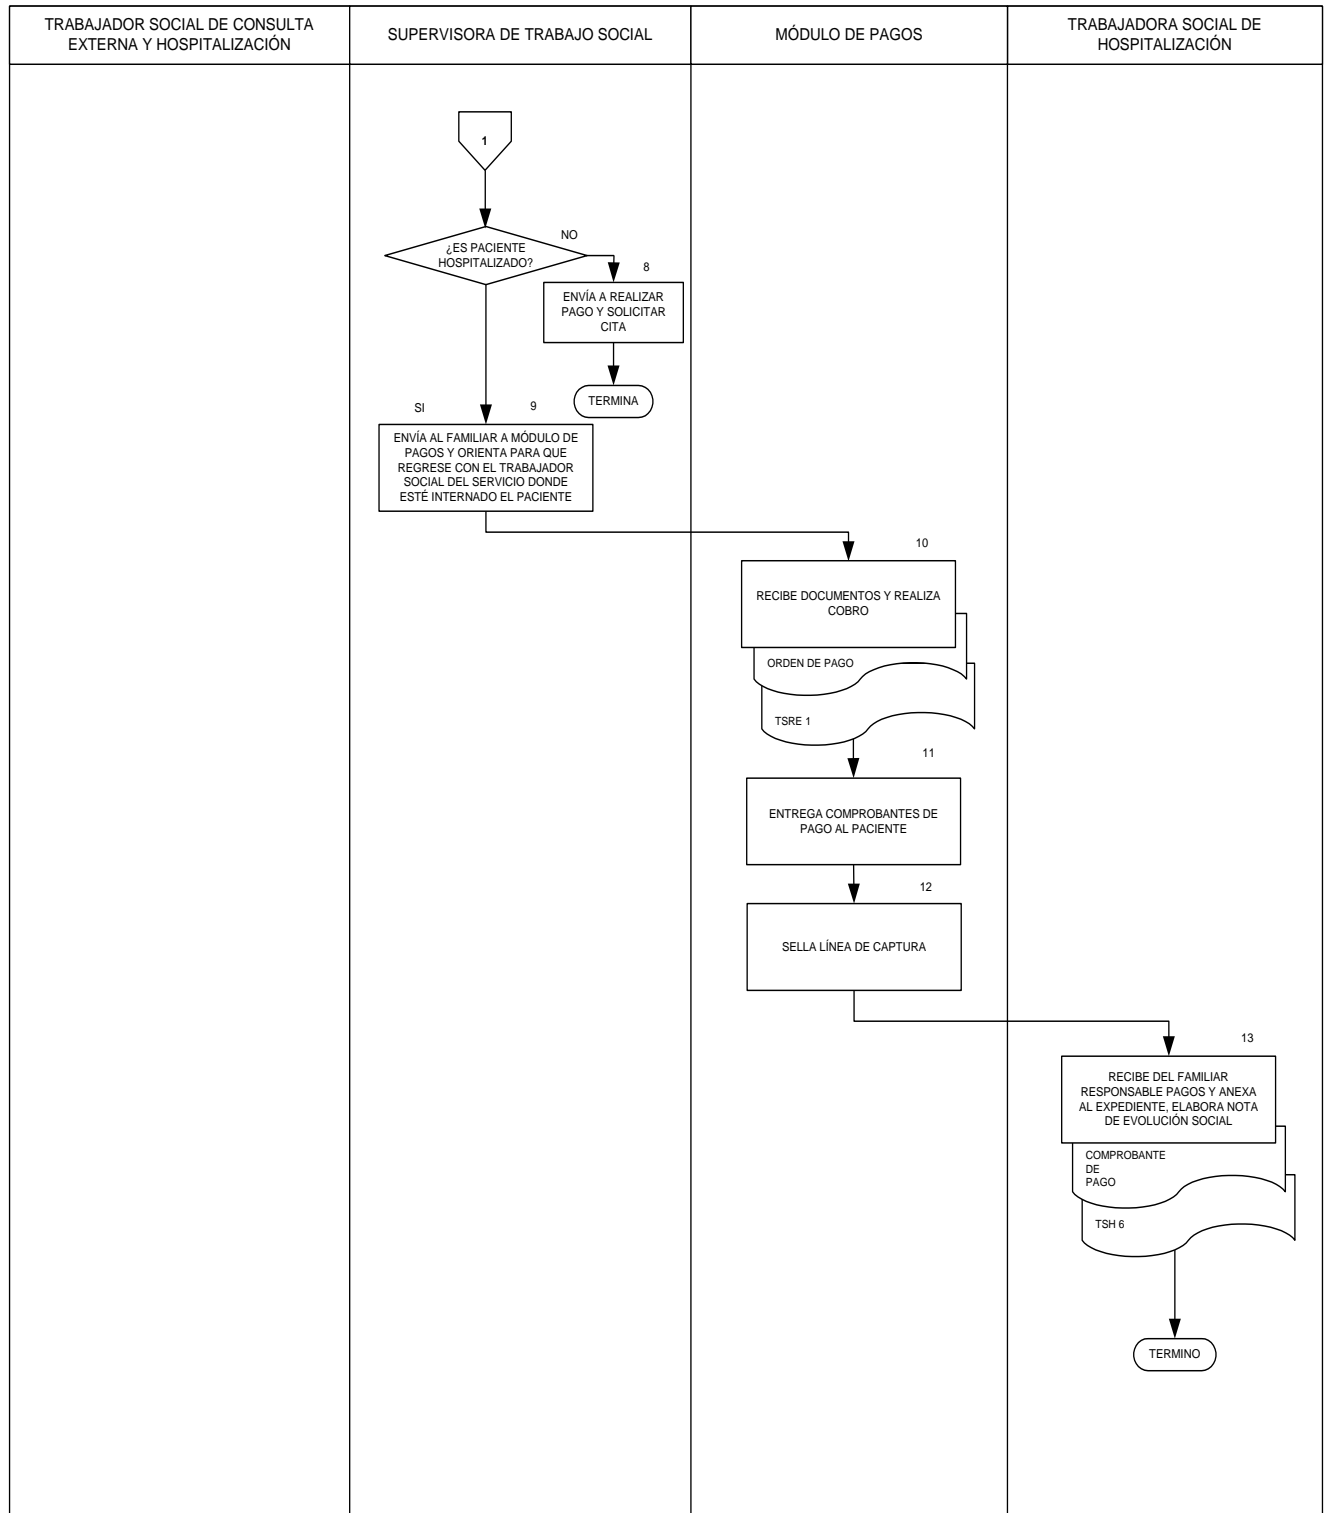 TRABAJADOR SOCIAL DE CONSULTA
EXTERNA Y HOSPITALIZACIÓN
SUPERVISORA DE TRABAJO SOCIAL
MÓDULO DE PAGOS
TRABAJADORA SOCIAL DE
HOSPITALIZACIÓN
1
¿ES PACIENTE
HOSPITALIZADO?
NO
8
ENVÍA A REALIZAR
PAGO Y SOLICITAR
CITA
TERMINA
SI
9
ENVÍA AL FAMILIAR A MÓDULO DE
PAGOS Y ORIENTA PARA QUE
REGRESE CON EL TRABAJADOR
SOCIAL DEL SERVICIO DONDE
ESTÉ INTERNADO EL PACIENTE
10
RECIBE DOCUMENTOS Y REALIZA
COBRO
ORDEN DE PAGO
TSRE 1
11
ENTREGA COMPROBANTES DE
PAGO AL PACIENTE
12
SELLA LÍNEA DE CAPTURA
13
RECIBE DEL FAMILIAR
RESPONSABLE PAGOS Y ANEXA
AL EXPEDIENTE, ELABORA NOTA
DE EVOLUCIÓN SOCIAL
COMPROBANTE
DE
PAGO
TSH 6
TERMINO